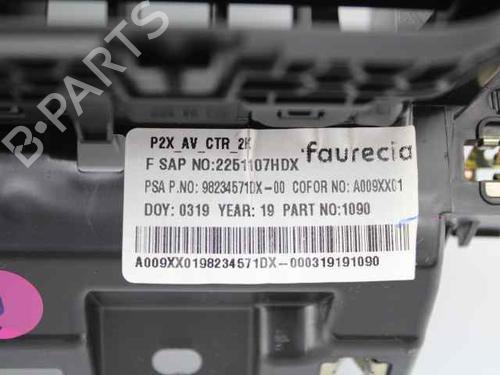 P2X_AV_CTR_2K
faurecia
F SAP NO:2251107HDX
PSA P.NO: 98234571DX-00 COFOR NO: A009XX01
DOY: 0319 YEAR: 19 PART NO:1090
A009XX0198234571DX-000319191090
B-PARTS